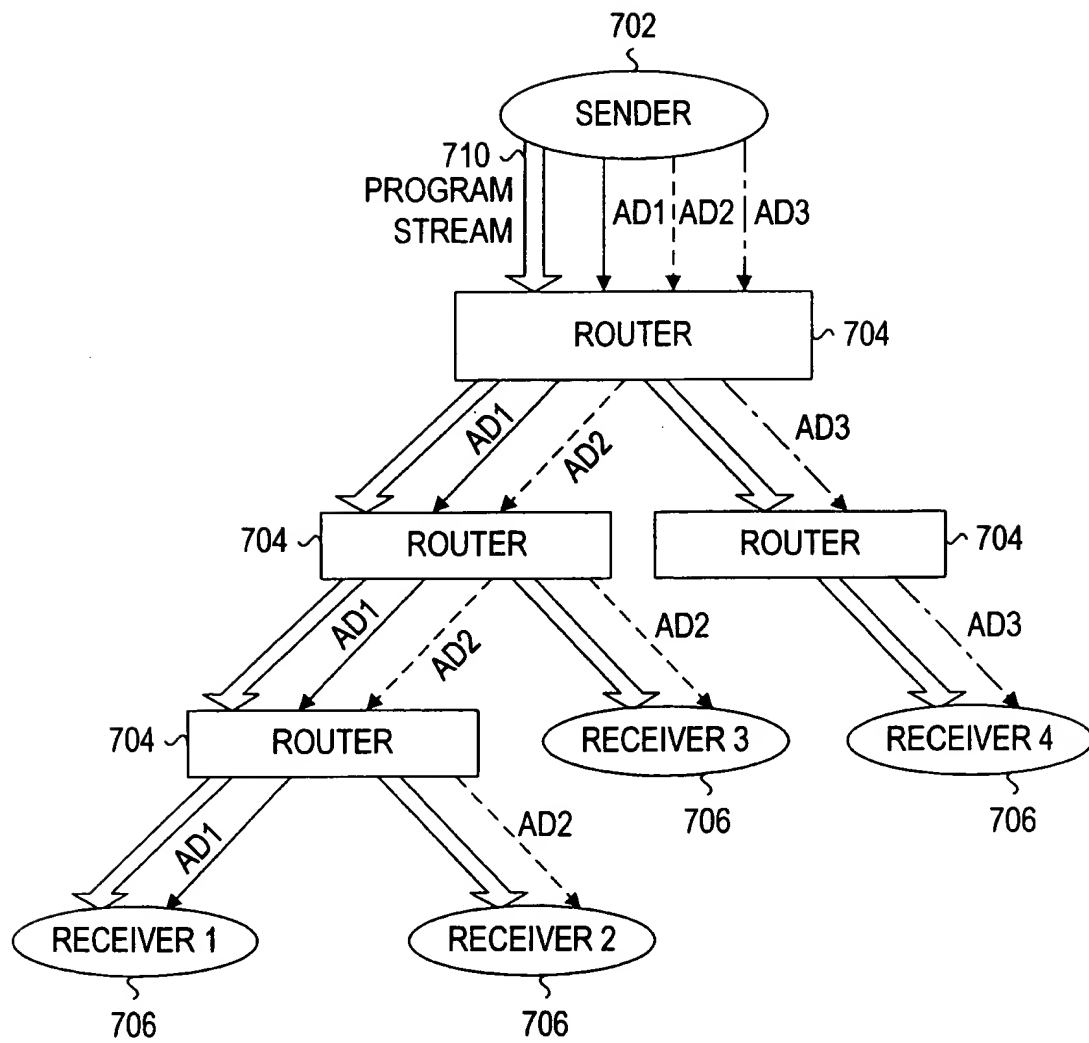 702
SENDER
710
PROGRAM
STREAM
AD1
AD2
AD3
ROUTER
704
AD1
AD2
AD3
704
ROUTER
ROUTER
704
AD1
AD2
AD2
AD3
704
ROUTER
RECEIVER 3
RECEIVER 4
706
706
AD1
AD2
RECEIVER 1
RECEIVER 2
706
706